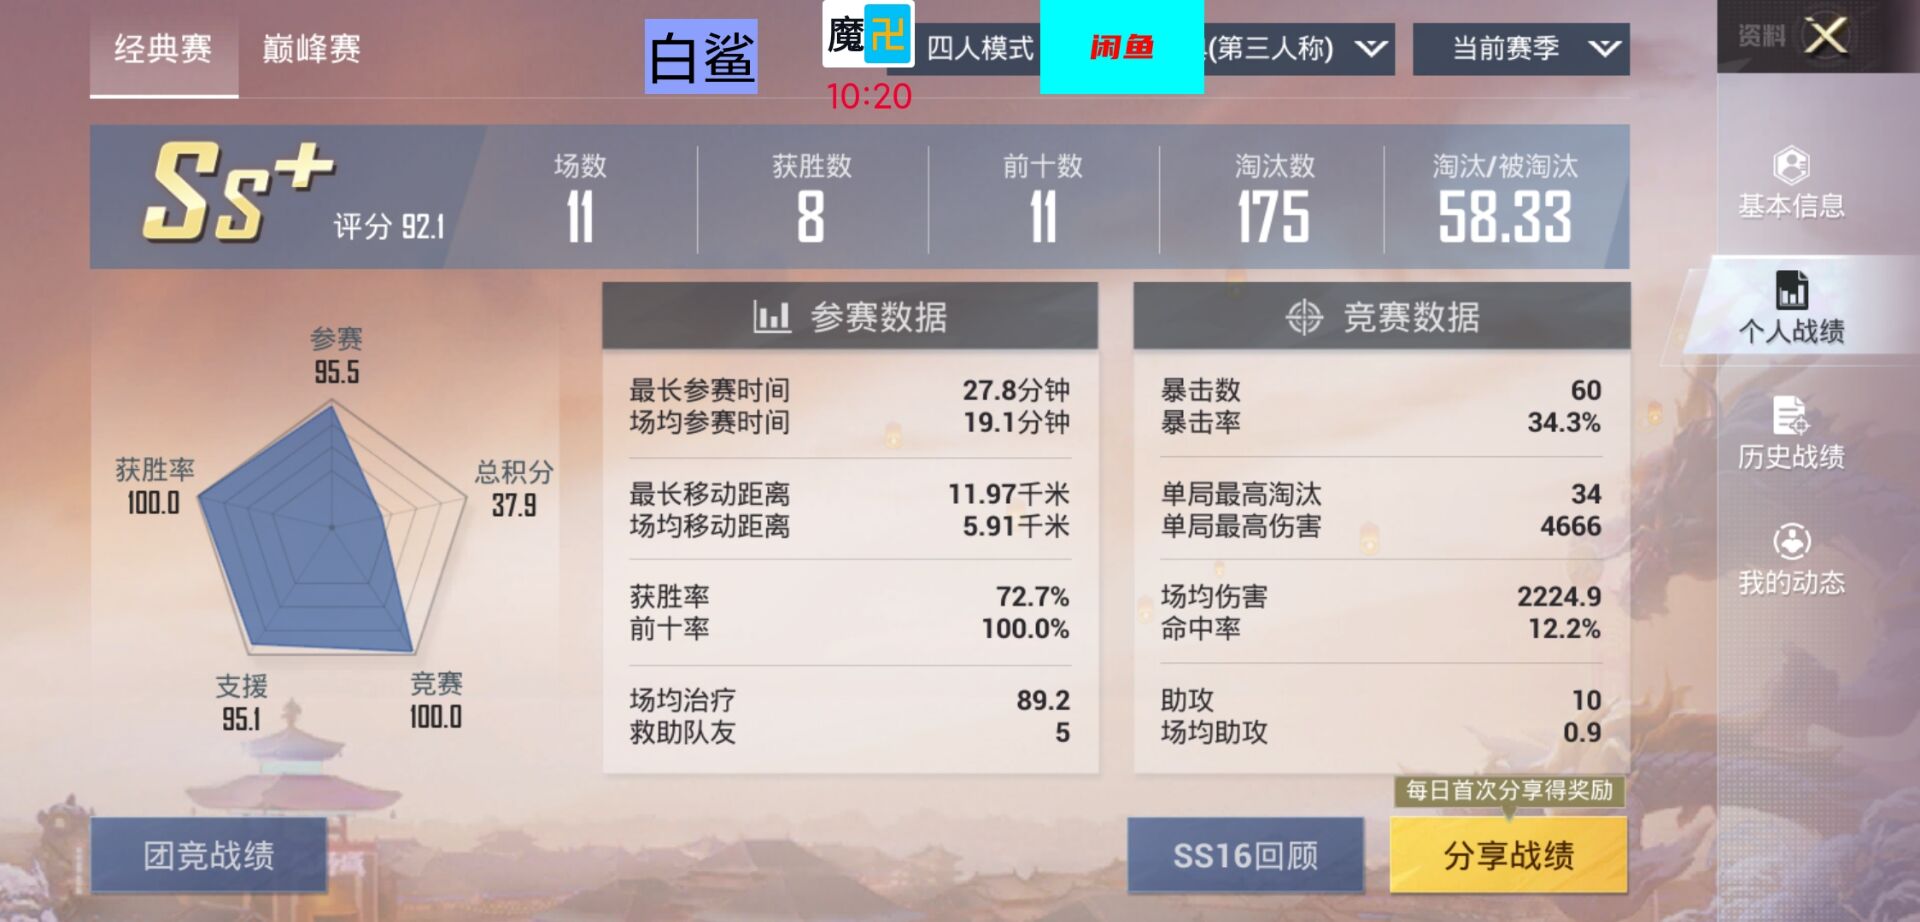 经典赛
巅峰赛
白鲨
魔卍
10:20
四人模式
闲鱼
(第三人称)
当前赛季
资料
Ss+
评分 92.1
场数
11
获胜数
8
前十数
11
淘汰数
175
淘汰/被淘汰
58.33
基本信息
个人战绩
历史战绩
我的动态
参赛
95.5
获胜率
100.0
总积分
37.9
支援
95.1
竞赛
100.0
参赛数据
最长参赛时间 27.8分钟
场均参赛时间 19.1分钟
最长移动距离 11.97千米
场均移动距离 5.91千米
获胜率 72.7%
前十率 100.0%
场均治疗 89.2
救助队友 5
竞赛数据
暴击数 60
暴击率 34.3%
单局最高淘汰 34
单局最高伤害 4666
场均伤害 2224.9
命中率 12.2%
助攻 10
场均助攻 0.9
每日首次分享得奖励
团竞战绩
SS16回顾
分享战绩